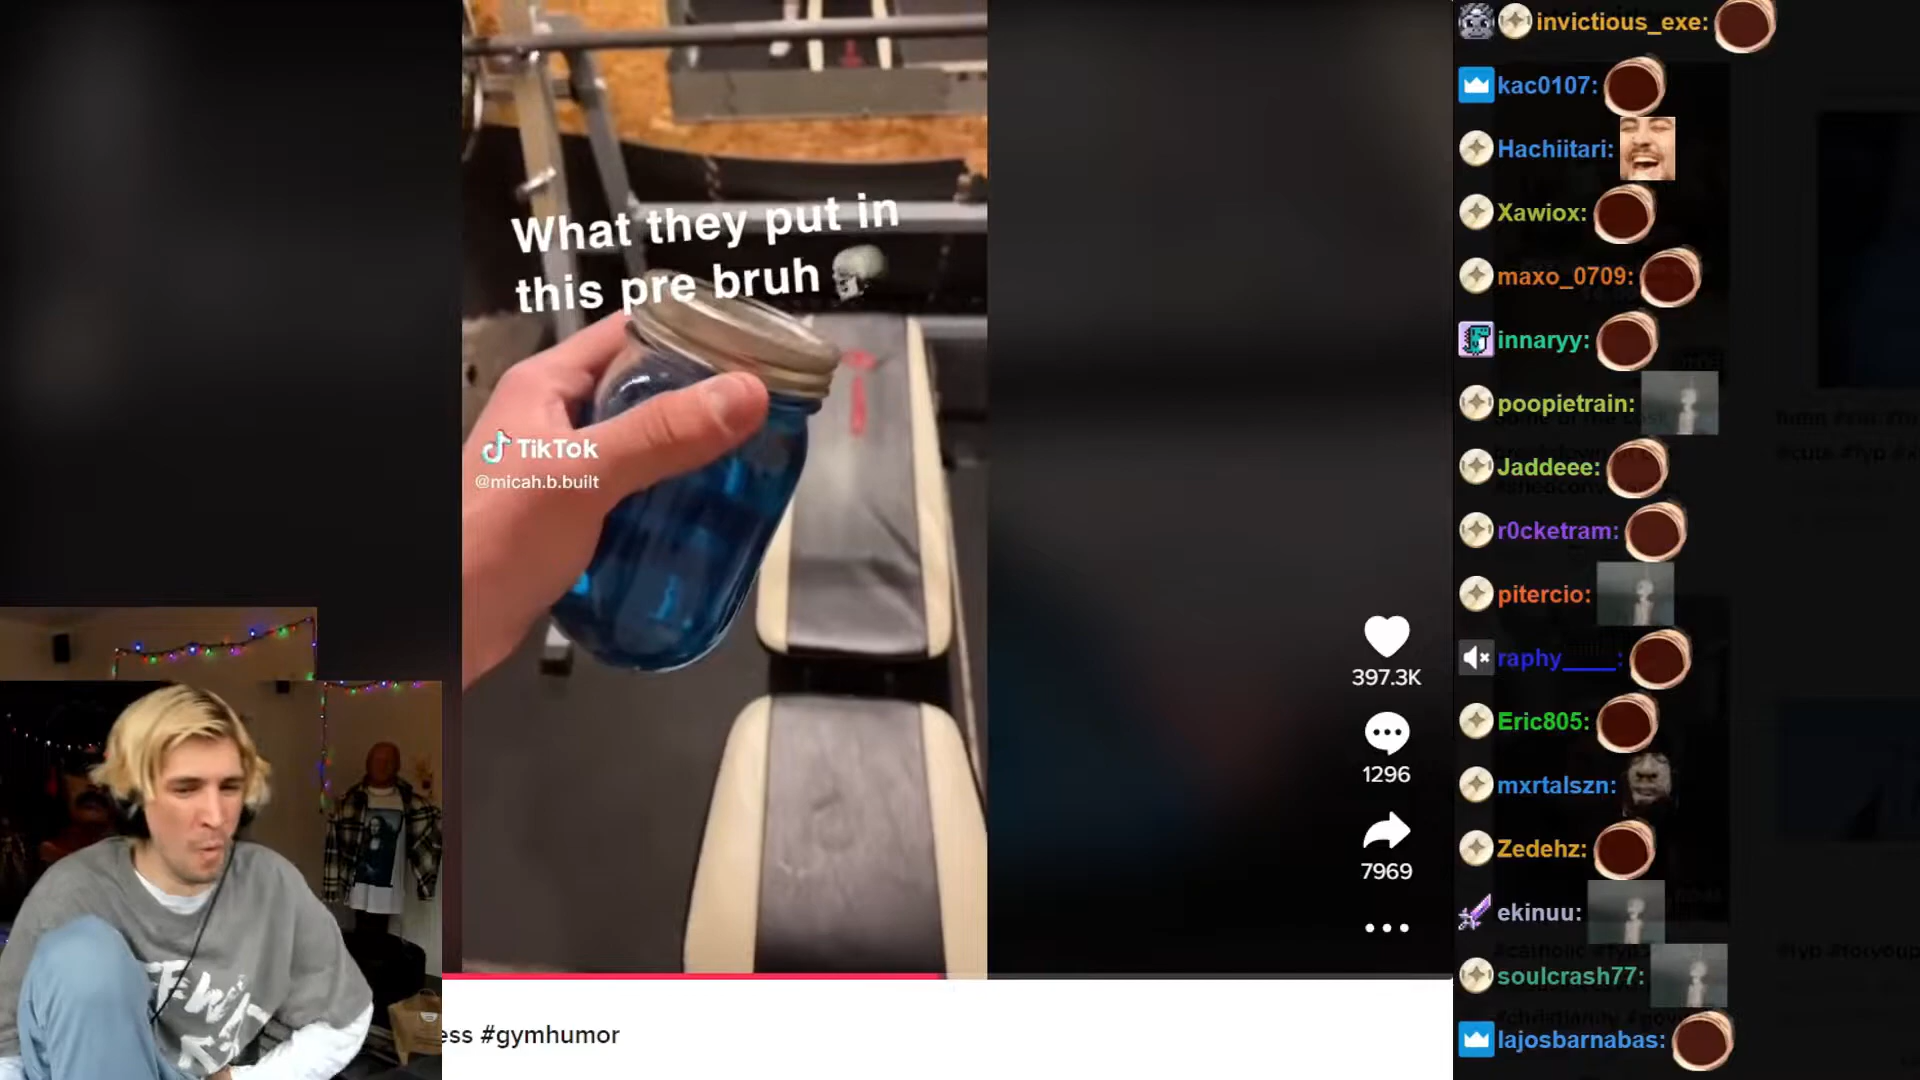 What they put in
this pre bruh
TikTok
@micah.b.built
397.3K
1296
7969
ess #gymhumor
invictious_exe:
kac0107:
Hachiitari:
Xawiox:
maxo_0709:
innaryy:
poopietrain:
Jaddeee:
r0cketram:
pitercio:
raphy____:
Eric805:
mxrtalszn:
Zedehz:
ekinuu:
soulcrash77:
lajosbarnabas: